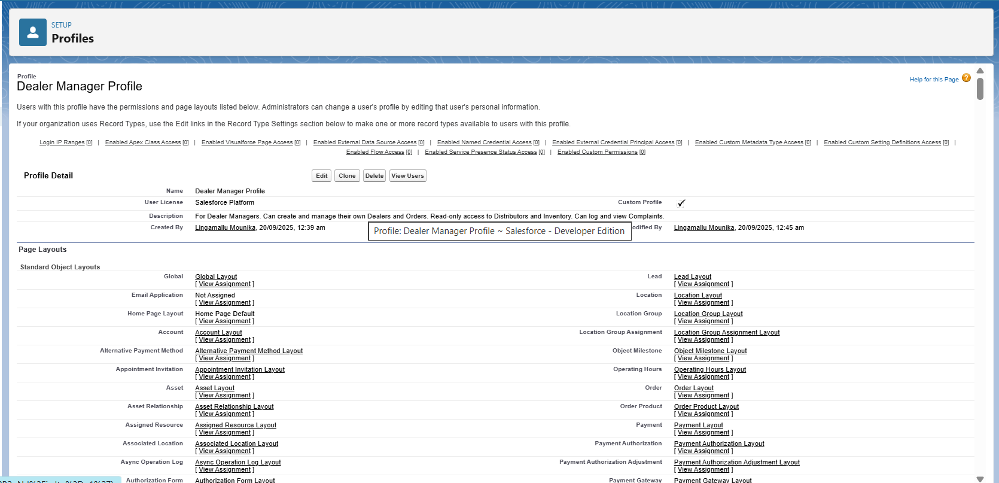 SETUP
Profiles
Profile
Dealer Manager Profile
Help for this Page ?
Users with this profile have the permissions and page layouts listed below. Administrators can change a user's profile by editing that user's personal information.
If your organization uses Record Types, use the Edit links in the Record Type Settings section below to make one or more record types available to users with this profile.
Login IP Ranges [0] | Enabled Apex Class Access [0] | Enabled Visualforce Page Access [0] | Enabled External Data Source Access [0] | Enabled Named Credential Access [0] | Enabled External Credential Principal Access [0] | Enabled Custom Metadata Type Access [0] | Enabled Custom Setting Definitions Access [0] |
Enabled Flow Access [0] | Enabled Service Presence Status Access [0] | Enabled Custom Permissions [0]
Profile Detail Edit Clone Delete View Users
Name Dealer Manager Profile
User License Salesforce Platform Custom Profile ✓
Description For Dealer Managers. Can create and manage their own Dealers and Orders. Read-only access to Distributors and Inventory. Can log and view Complaints.
Created By Lingamallu Mounika, 20/09/2025, 12:39 am odified By Lingamallu Mounika, 20/09/2025, 12:45 am
Profile: Dealer Manager Profile ~ Salesforce - Developer Edition
Page Layouts
Standard Object Layouts
Global Global Layout Lead Lead Layout
[ View Assignment ] [ View Assignment ]
Email Application Not Assigned Location Location Layout
[ View Assignment ] [ View Assignment ]
Home Page Layout Home Page Default Location Group Location Group Layout
[ View Assignment ] [ View Assignment ]
Account Account Layout Location Group Assignment Location Group Assignment Layout
[ View Assignment ] [ View Assignment ]
Alternative Payment Method Alternative Payment Method Layout Object Milestone Object Milestone Layout
[ View Assignment ] [ View Assignment ]
Appointment Invitation Appointment Invitation Layout Operating Hours Operating Hours Layout
[ View Assignment ] [ View Assignment ]
Asset Asset Layout Order Order Layout
[ View Assignment ] [ View Assignment ]
Asset Relationship Asset Relationship Layout Order Product Order Product Layout
[ View Assignment ] [ View Assignment ]
Assigned Resource Assigned Resource Layout Payment Payment Layout
[ View Assignment ] [ View Assignment ]
Associated Location Associated Location Layout Payment Authorization Payment Authorization Layout
[ View Assignment ] [ View Assignment ]
Async Operation Log Async Operation Log Layout Payment Authorization Adjustment Payment Authorization Adjustment Layout
[ View Assignment ] [ View Assignment ]
Authorization Form Authorization Form Layout Payment Gateway Payment Gateway Layout